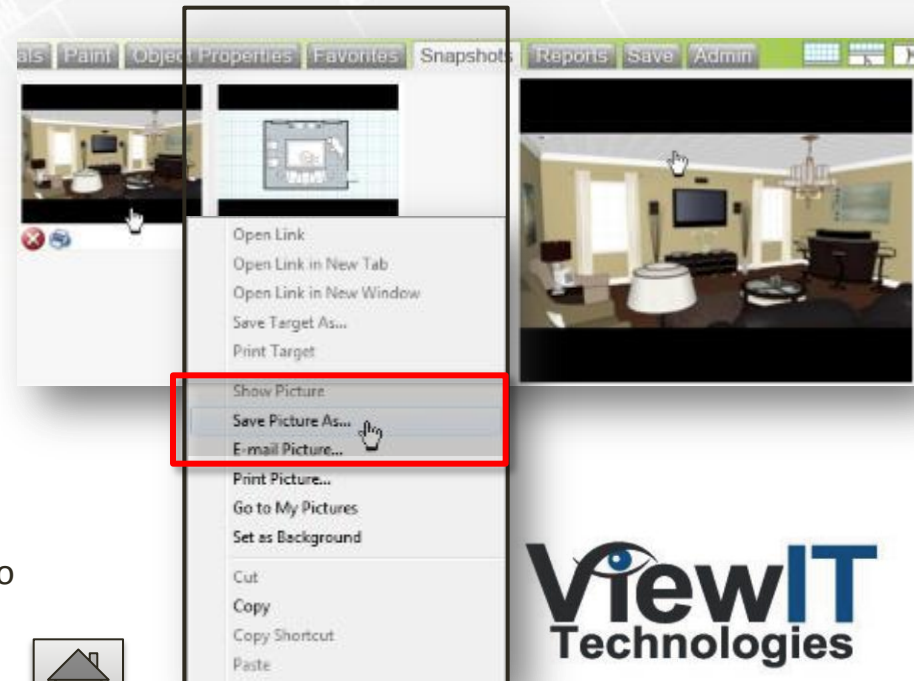 als Paint Object Properties Favorites Snapshots Reports Save Admin
Open Link
Open Link in New Tab
Open Link in New Window
Save Target As...
Print Target
Show Picture
Save Picture As...
E-mail Picture...
Print Picture...
Go to My Pictures
Set as Background
Cut
Copy
Copy Shortcut
Paste
o
ViewIT
Technologies